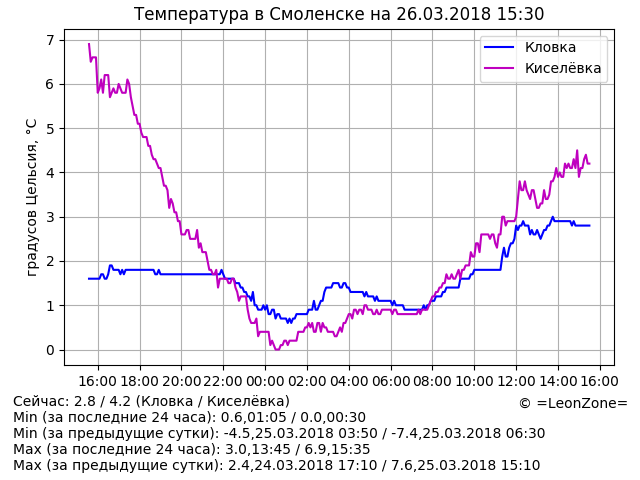 Температура в Смоленске на 26.03.2018 15:30
Кловка
Киселёвка
градусов Цельсия, °C
7
6
5
4
3
2
1
0
16:00 18:00 20:00 22:00 00:00 02:00 04:00 06:00 08:00 10:00 12:00 14:00 16:00
Сейчас: 2.8 / 4.2 (Кловка / Киселёвка)
© =LeonZone=
Min (за последние 24 часа): 0.6,01:05 / 0.0,00:30
Min (за предыдущие сутки): -4.5,25.03.2018 03:50 / -7.4,25.03.2018 06:30
Max (за последние 24 часа): 3.0,13:45 / 6.9,15:35
Max (за предыдущие сутки): 2.4,24.03.2018 17:10 / 7.6,25.03.2018 15:10